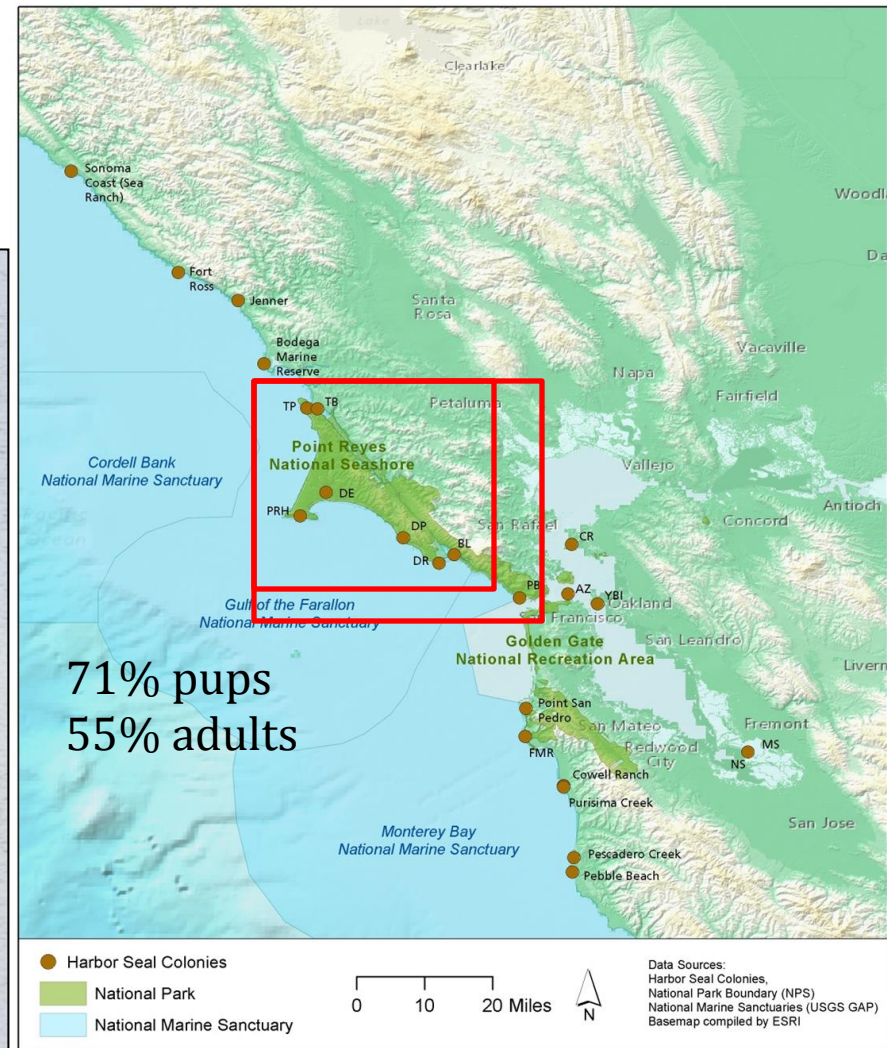 Lake
Clearlake
Sonoma
Coast (Sea
Ranch)
Woodl
Da
Fort
Ross
Jenner
Santa
Rosa
Bodega
Marine
Reserve
Vacaville
Napa
Fairfield
TP
TB
Petaluma
Point Reyes
National Seashore
Cordell Bank
National Marine Sanctuary
Vallejo
DE
PRH
Antioch
Concord
DP
San Rafael
CR
BL
DR
PB
AZ
YBI
Oakland
Gulf of the Farallon
National Marine Sanctuary
San Francisco
San Leandro
Golden Gate
National Recreation Area
Liverm
71% pups
55% adults
Point San
Pedro
San Mateo
Fremont
MS
FMR
Redwood
City
NS
Cowell Ranch
Purisima Creek
San Jose
Monterey Bay
National Marine Sanctuary
Pescadero Creek
Pebble Beach
Harbor Seal Colonies
National Park
National Marine Sanctuary
0 10 20 Miles
N
Data Sources:
Harbor Seal Colonies,
National Park Boundary (NPS)
National Marine Sanctuaries (USGS GAP)
Basemap compiled by ESRI